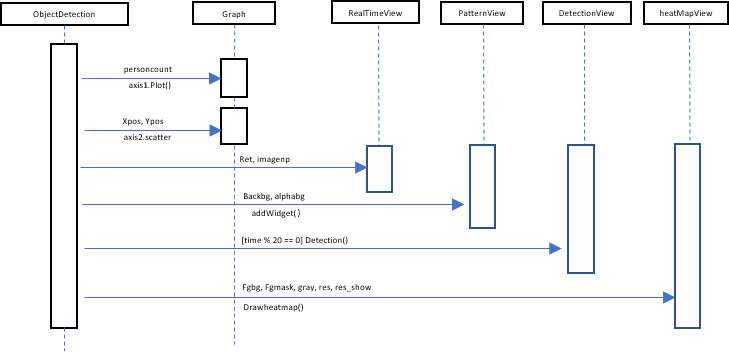 ObjectDetection
Graph
RealTimeView
PatternView
DetectionView
heatMapView
personcount
axis1.Plot()
Xpos, Ypos
axis2.scatter
Ret, imagenp
Backbg, alphabg
addWidget()
[time % 20 == 0] Detection()
Fgbg, Fgmask, gray, res, res_show
Drawheatmap()